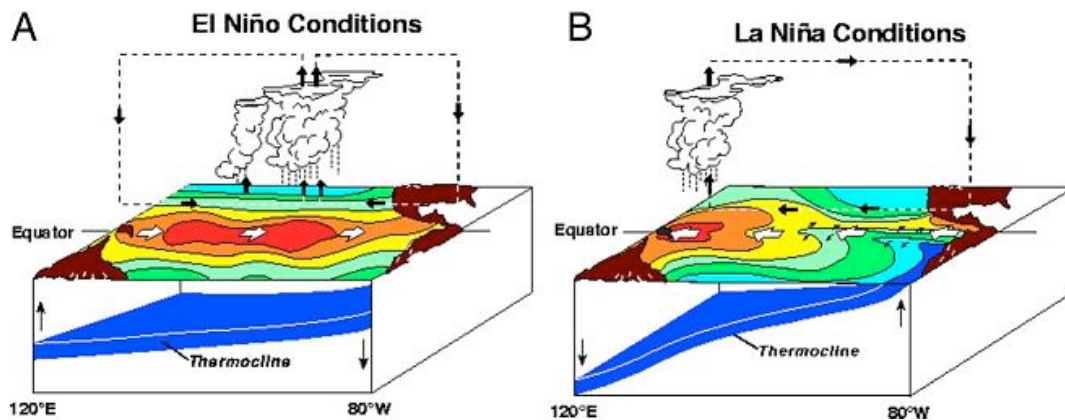 A
El Niño Conditions
Equator
Thermocline
120°E
80°W
B
La Niña Conditions
Equator
Thermocline
120°E
80°W